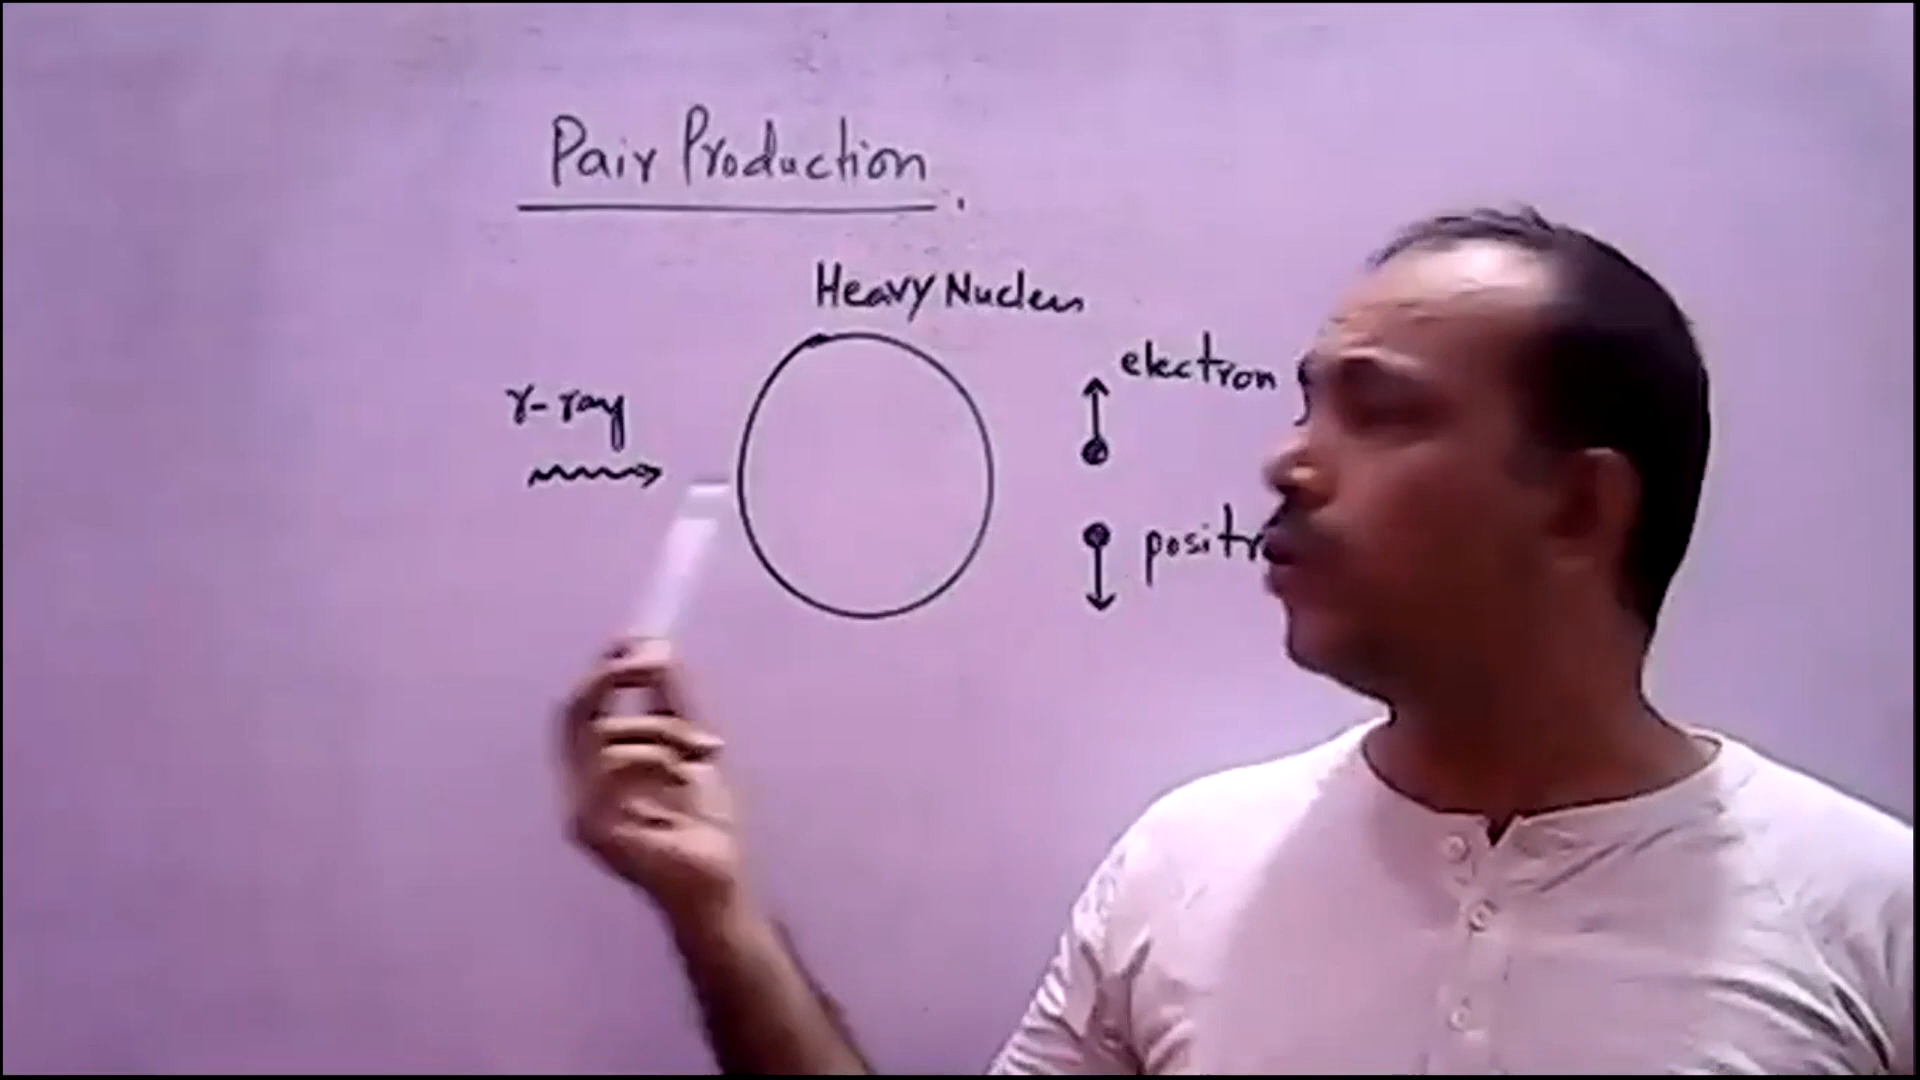 Pair Production.
Heavy Nucleus
γ-ray
electron